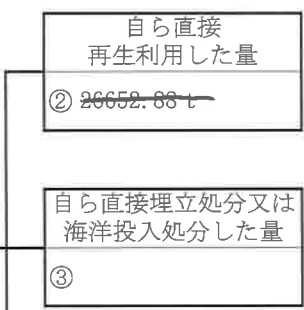 自ら直接
再生利用した量
② 26652.88 t
自ら直接埋立処分又は
海洋投入処分した量
③